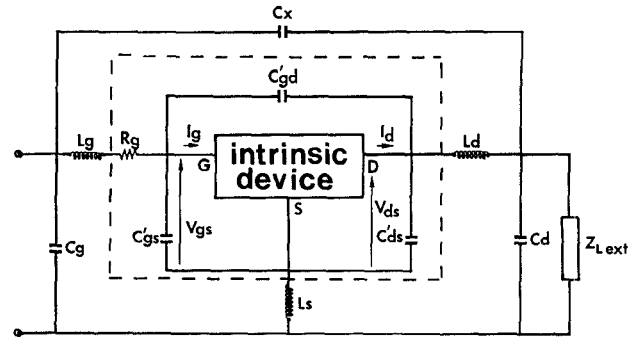 Cx
C'gd
Lg
Rg
Ig
Id
Ld
G
intrinsic
device
D
S
Vgs
Vds
Cg
C'gs
C'ds
Cd
ZL ext
Ls